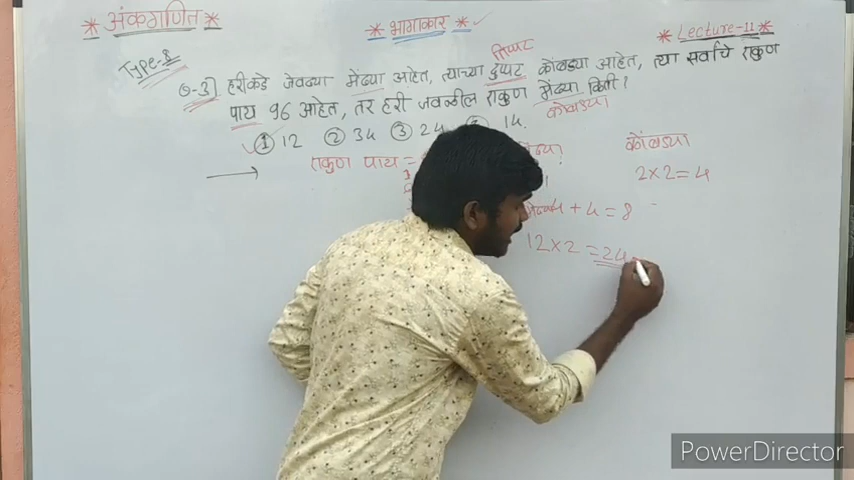 * अंकगणित *
* भागाकार *
* Lecture-11 *
Type-8
तिप्पट
Q-3) हरीकडे जेवढ्या मेंढ्या आहेत, त्याच्या दुप्पट कोंबड्या आहेत, त्या सर्वांचे एकुण
पाय 96 आहेत, तर हरी जवळील एकुण मेंढ्या किती?
कोंबड्या
① 12 ② 34 ③ 24 14.
एकुण पाय =
कोंबड्या
2×2=4
4 + 4 = 8
12×2 = 24
PowerDirector